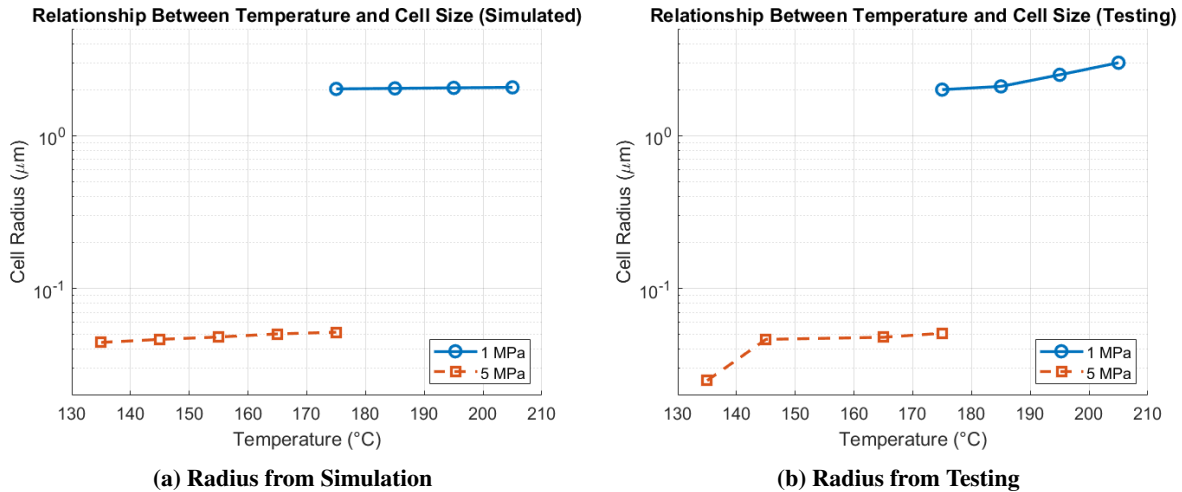 Relationship Between Temperature and Cell Size (Simulated)
10^0
10^-1
Cell Radius (μm)
130 140 150 160 170 180 190 200 210
Temperature (°C)
1 MPa
5 MPa
(a) Radius from Simulation
Relationship Between Temperature and Cell Size (Testing)
10^0
10^-1
Cell Radius (μm)
130 140 150 160 170 180 190 200 210
Temperature (°C)
1 MPa
5 MPa
(b) Radius from Testing